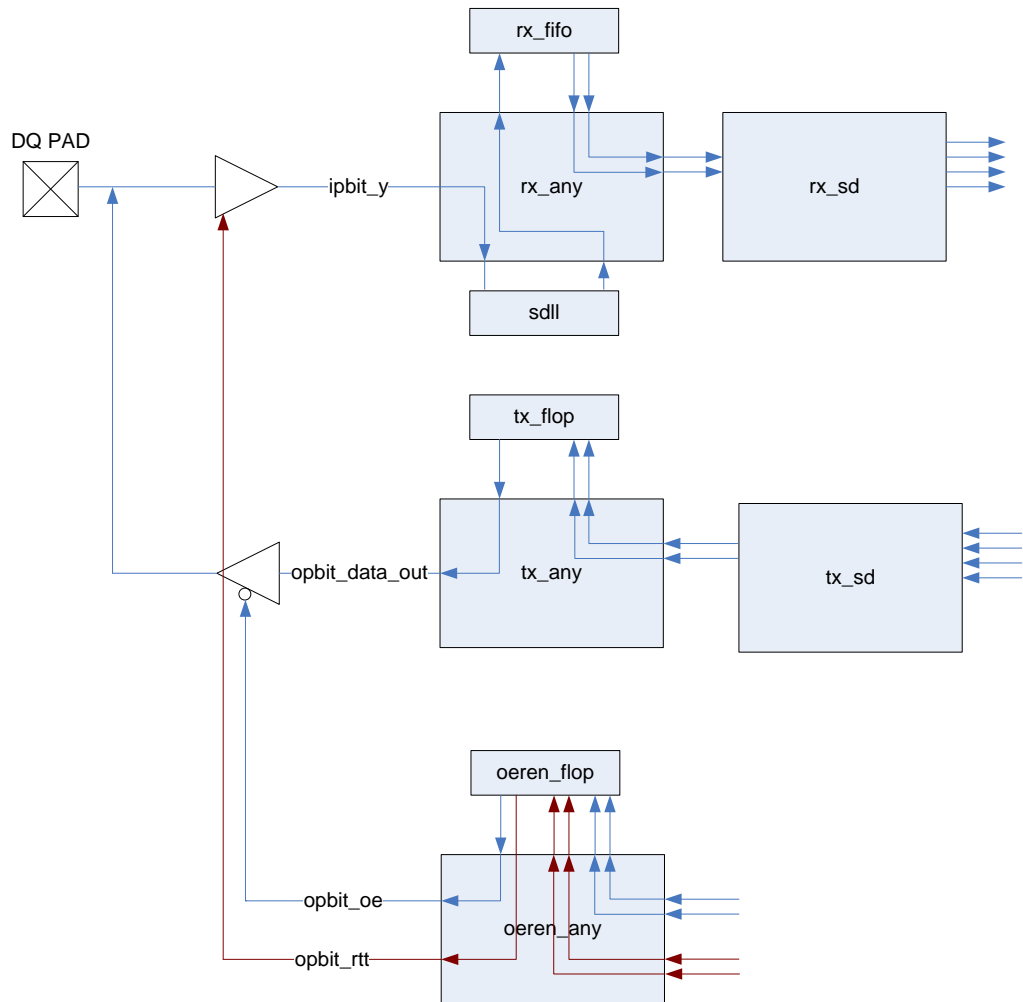 rx_fifo
DQ PAD
ipbit_y
rx_any
rx_sd
sdll
tx_flop
opbit_data_out
tx_any
tx_sd
oeren_flop
opbit_oe
oeren_any
opbit_rtt